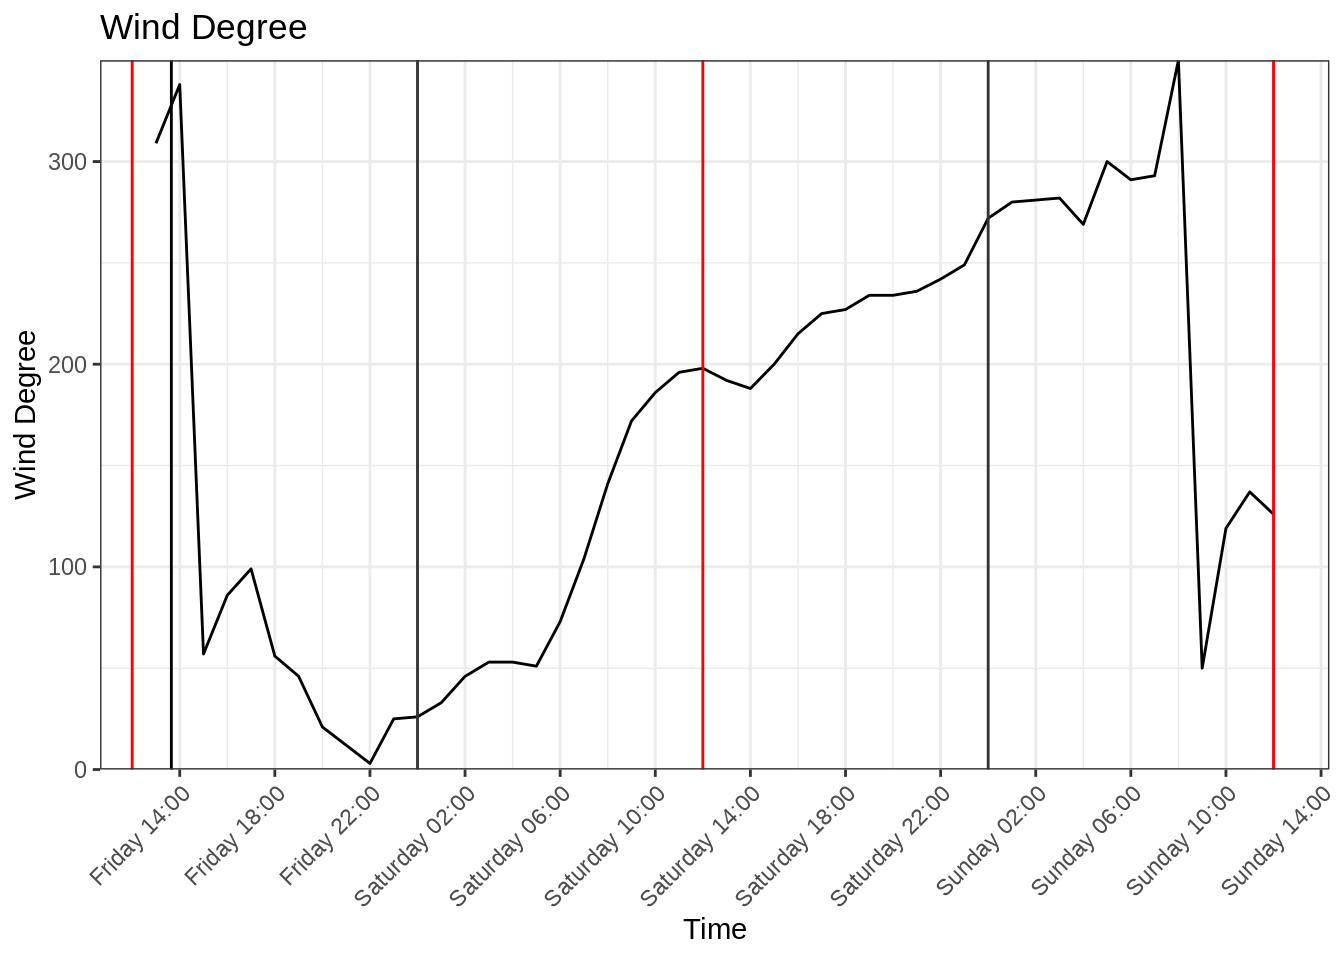 Wind Degree
Wind Degree
300
200
100
0
Friday 14:00
Friday 18:00
Friday 22:00
Saturday 02:00
Saturday 06:00
Saturday 10:00
Saturday 14:00
Saturday 18:00
Saturday 22:00
Sunday 02:00
Sunday 06:00
Sunday 10:00
Sunday 14:00
Time